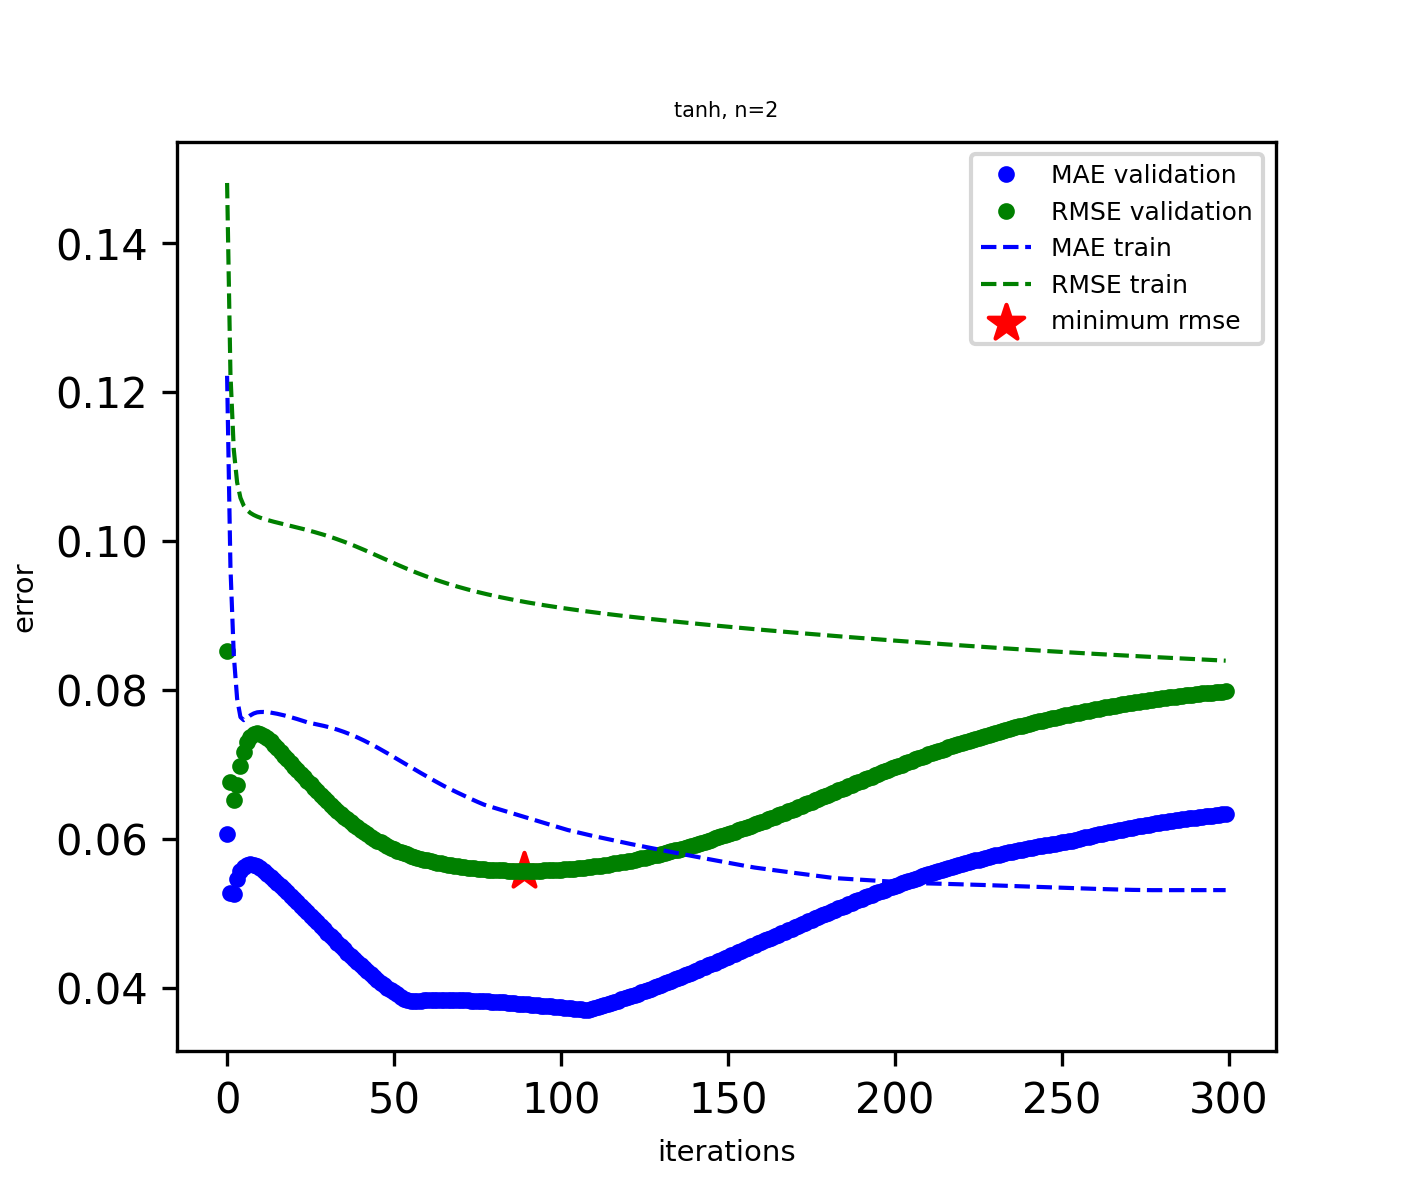 tanh, n=2
MAE validation
RMSE validation
MAE train
RMSE train
minimum rmse
error
0.14
0.12
0.10
0.08
0.06
0.04
0 50 100 150 200 250 300
iterations